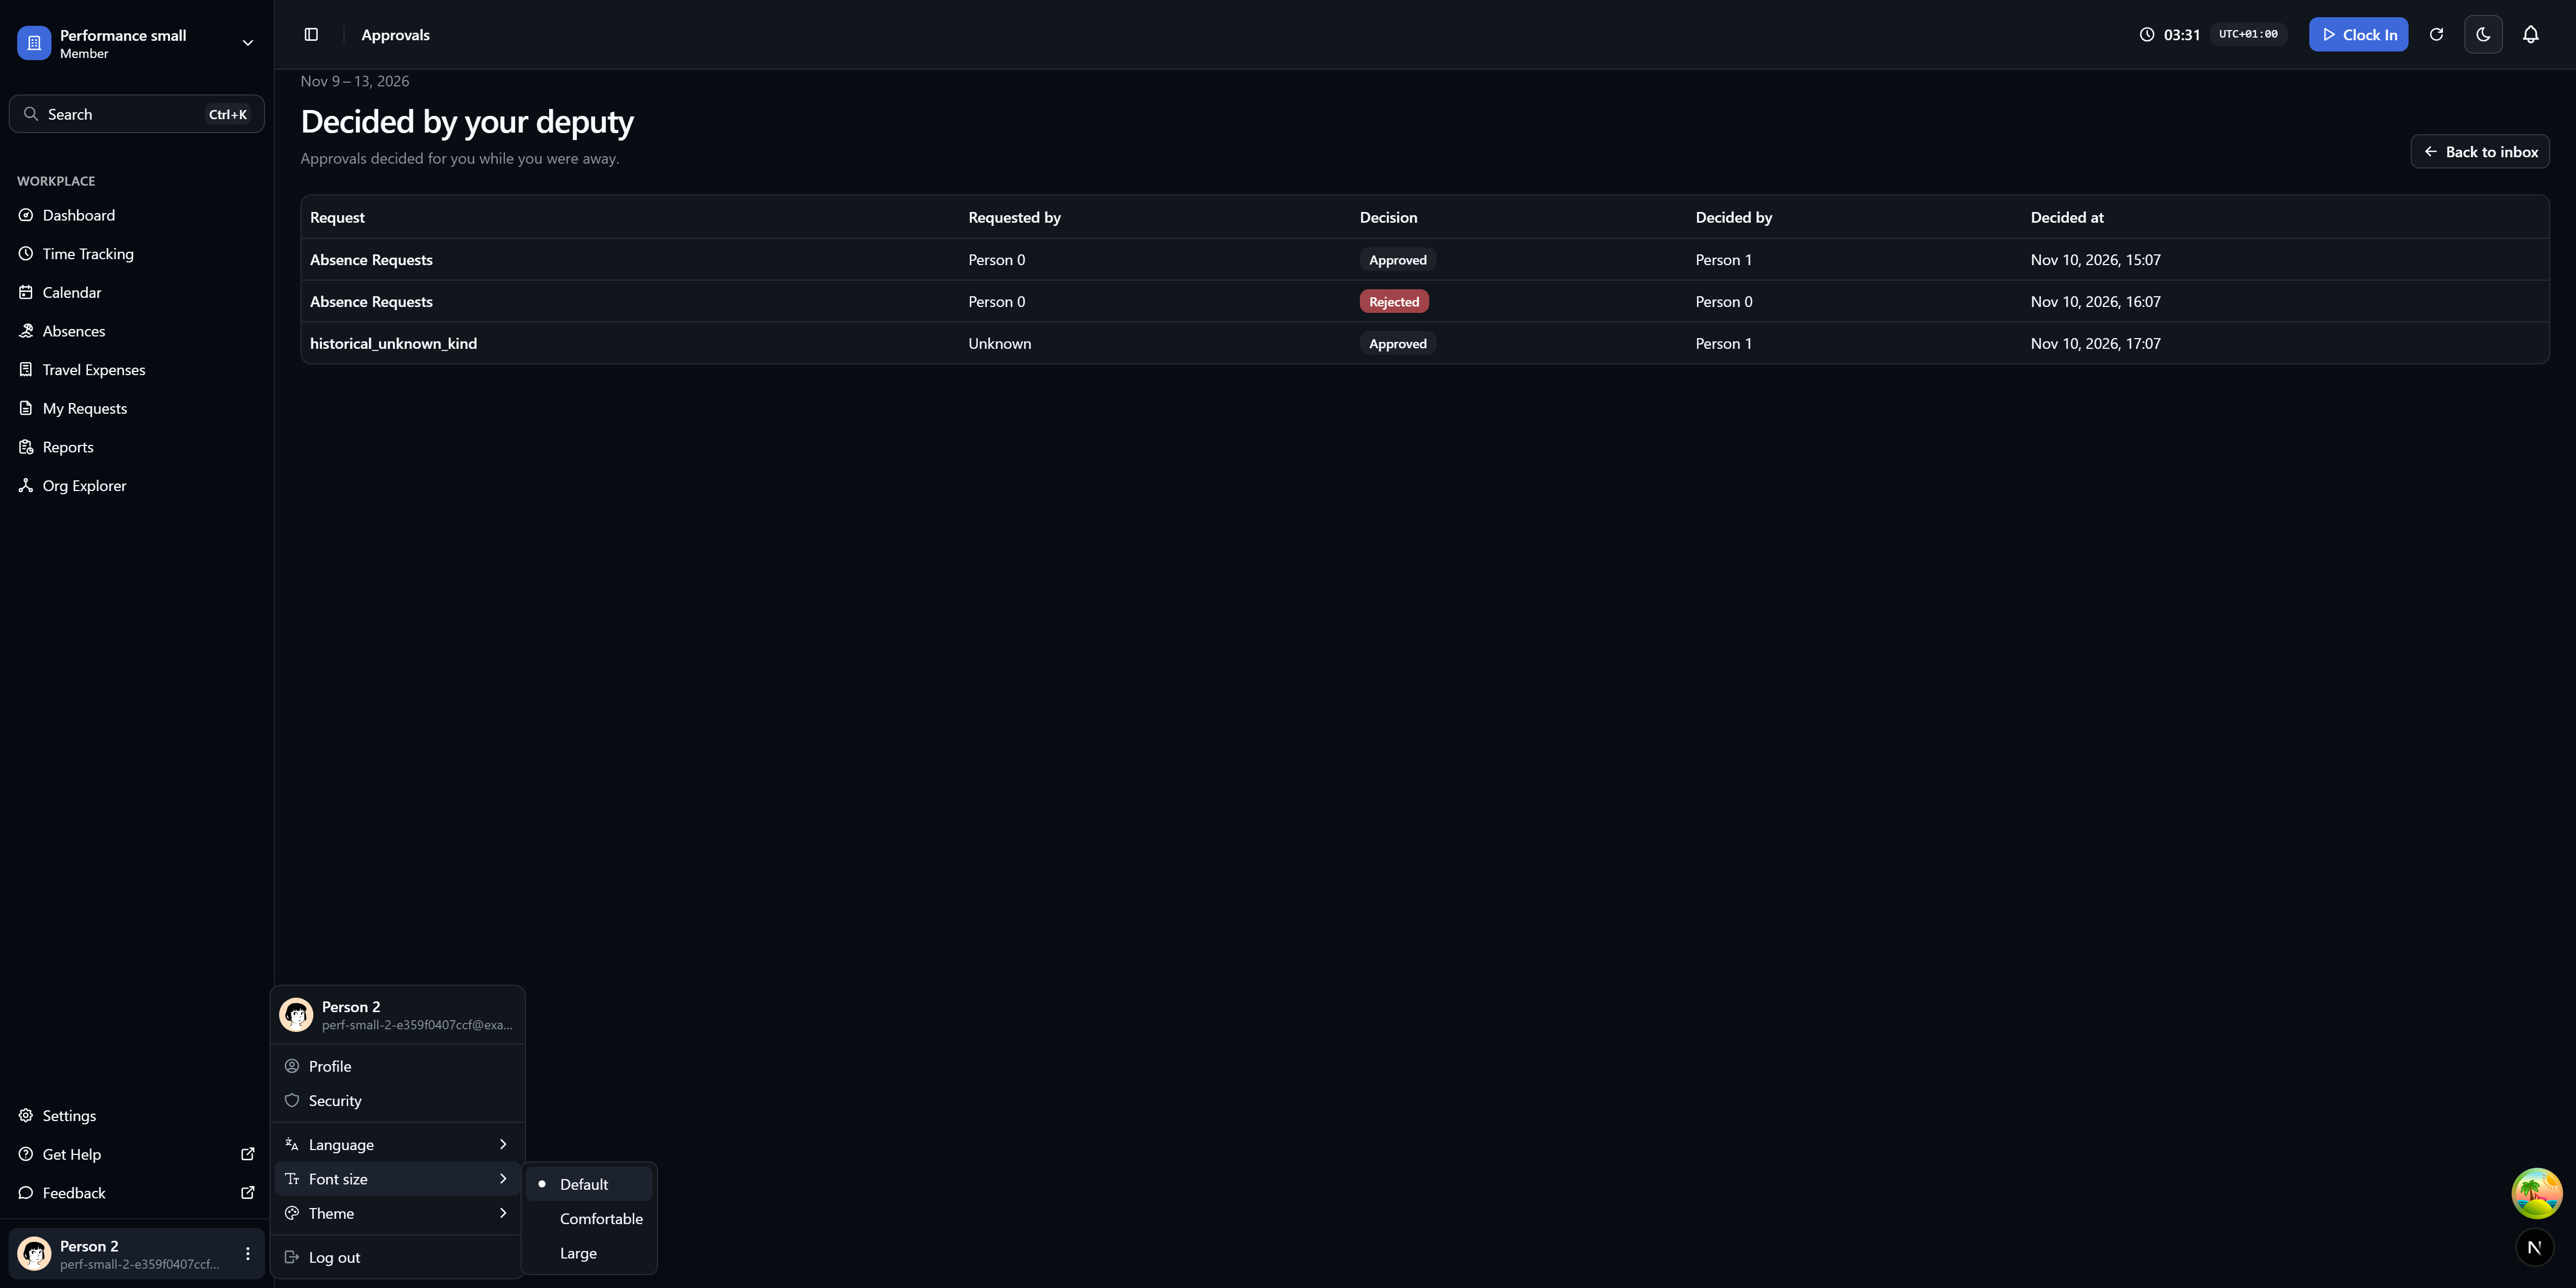 Performance small
Member
Search Ctrl+K
WORKPLACE
Dashboard
Time Tracking
Calendar
Absences
Travel Expenses
My Requests
Reports
Org Explorer
Settings
Get Help
Feedback
Person 2
perf-small-2-e359f0407ccf...
Approvals
03:31 UTC+01:00 Clock In
Nov 9 – 13, 2026
Decided by your deputy
Approvals decided for you while you were away.
Back to inbox
Request Requested by Decision Decided by Decided at
Absence Requests Person 0 Approved Person 1 Nov 10, 2026, 15:07
Absence Requests Person 0 Rejected Person 0 Nov 10, 2026, 16:07
historical_unknown_kind Unknown Approved Person 1 Nov 10, 2026, 17:07
Person 2
perf-small-2-e359f0407ccf@exa...
Profile
Security
Language
Font size
Theme
Log out
Default
Comfortable
Large
N